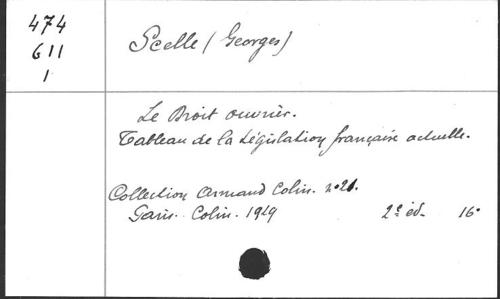 474
611
1
Scelle (Georges)
Le Droit ouvrier.
Tableau de la Législation française actuelle.
Collection Armand Colin. n° 21.
Paris. Colin. 1929
2e éd. 16°